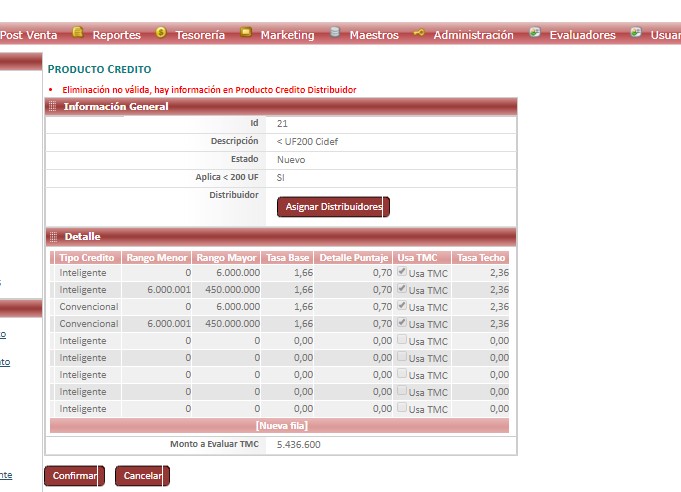 Post Venta Reportes Tesorería Marketing Maestros Administración Evaluadores Usuar
PRODUCTO CREDITO
• Eliminación no válida, hay información en Producto Credito Distribuidor
Información General
Id 21
Descripción < UF200 Cidef
Estado Nuevo
Aplica < 200 UF SI
Distribuidor
Asignar Distribuidores
Detalle
Tipo Credito Rango Menor Rango Mayor Tasa Base Detalle Puntaje Usa TMC Tasa Techo
Inteligente 0 6.000.000 1,66 0,70 Usa TMC 2,36
Inteligente 6.000.001 450.000.000 1,66 0,70 Usa TMC 2,36
Convencional 0 6.000.000 1,66 0,70 Usa TMC 2,36
Convencional 6.000.001 450.000.000 1,66 0,70 Usa TMC 2,36
Inteligente 0 0 0,00 0,00 Usa TMC 0,00
Inteligente 0 0 0,00 0,00 Usa TMC 0,00
Inteligente 0 0 0,00 0,00 Usa TMC 0,00
Inteligente 0 0 0,00 0,00 Usa TMC 0,00
Inteligente 0 0 0,00 0,00 Usa TMC 0,00
[Nueva fila]
Monto a Evaluar TMC 5.436.600
Confirmar Cancelar